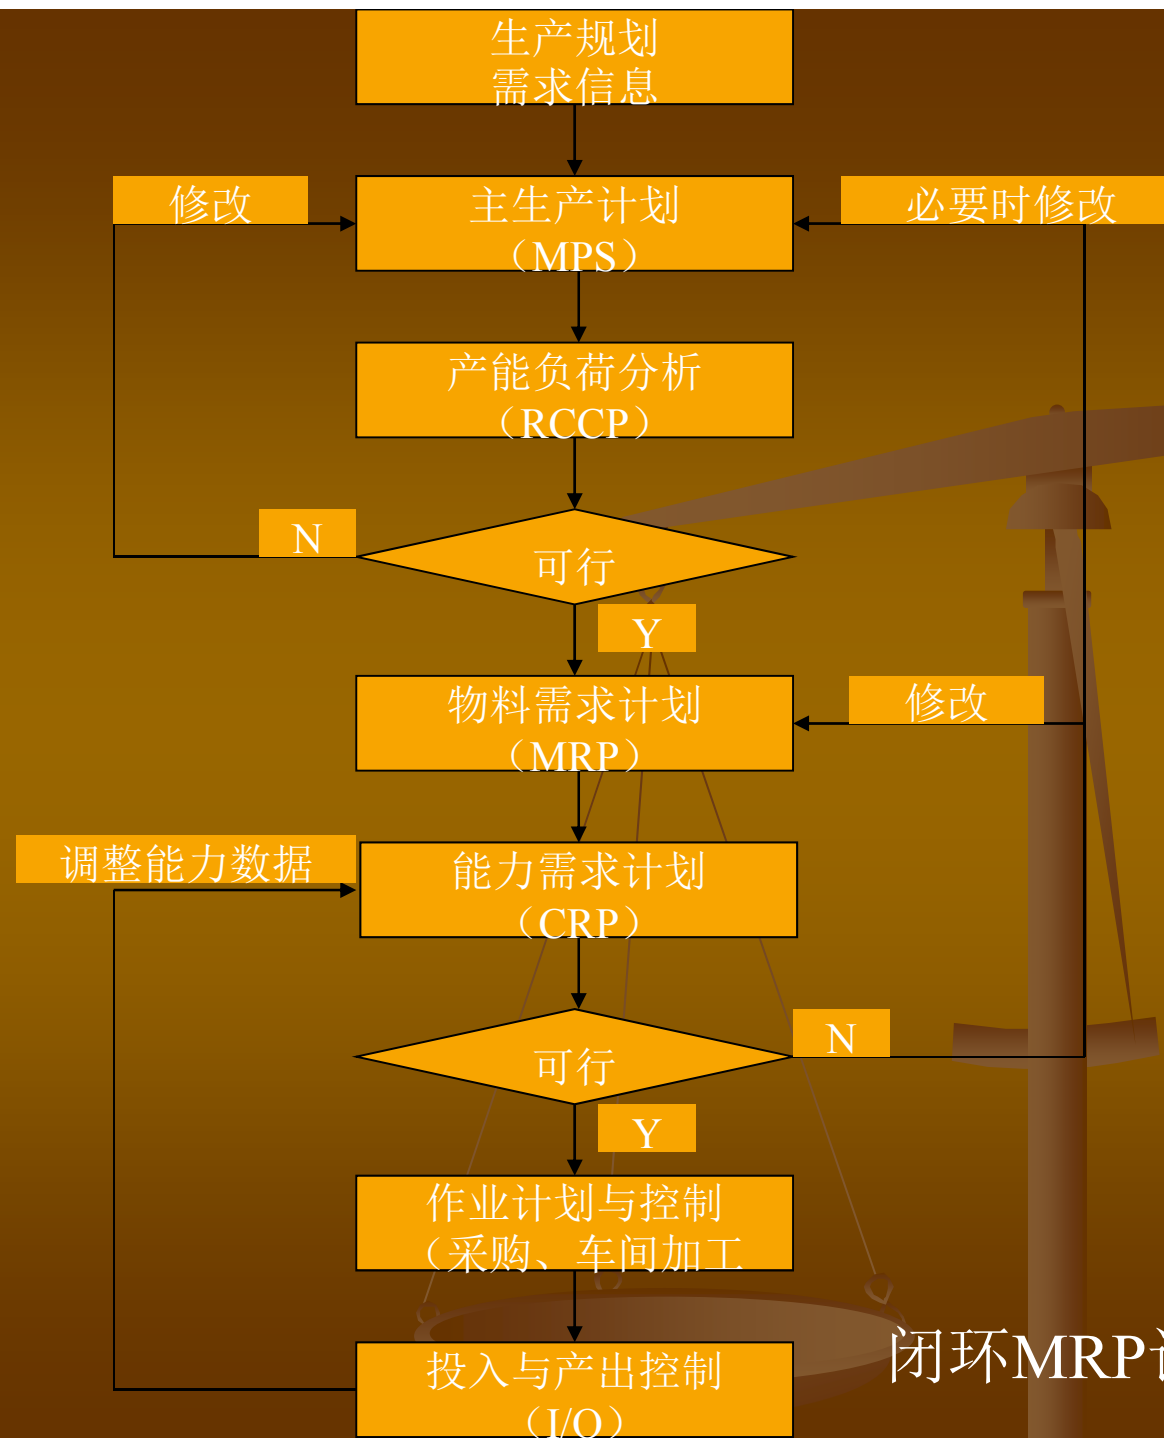 生产规划
需求信息
修改
主生产计划
（MPS）
必要时修改
产能负荷分析
（RCCP）
N
可行
Y
物料需求计划
（MRP）
修改
调整能力数据
能力需求计划
（CRP）
可行
N
Y
作业计划与控制
（采购、车间加工
投入与产出控制
（I/O）
闭环MRP